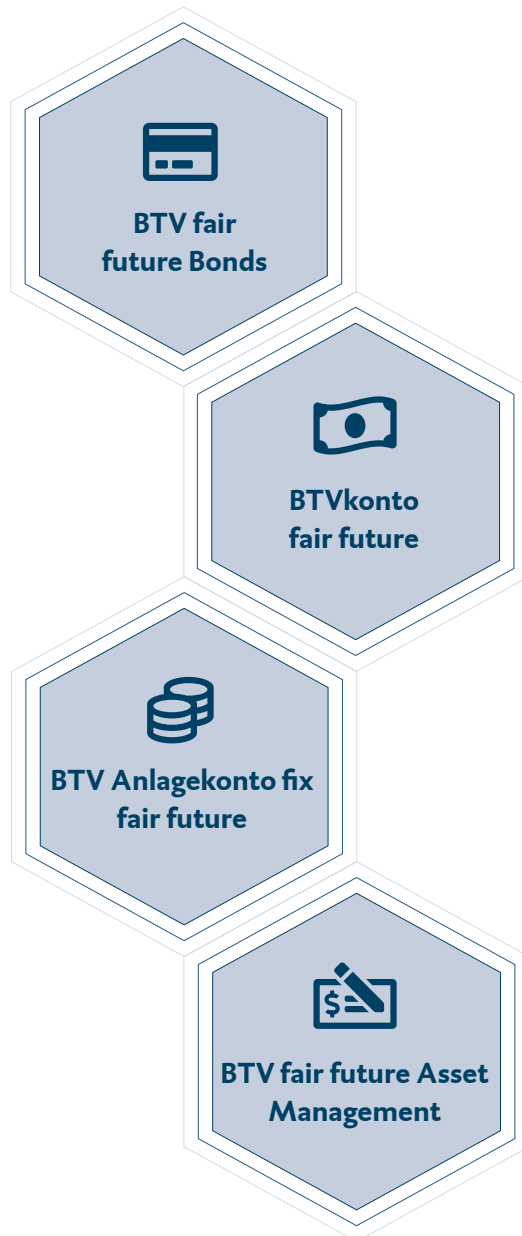 BTV fair
future Bonds
BTVkonto
fair future
BTV Anlagekonto fix
fair future
$
BTV fair future Asset
Management